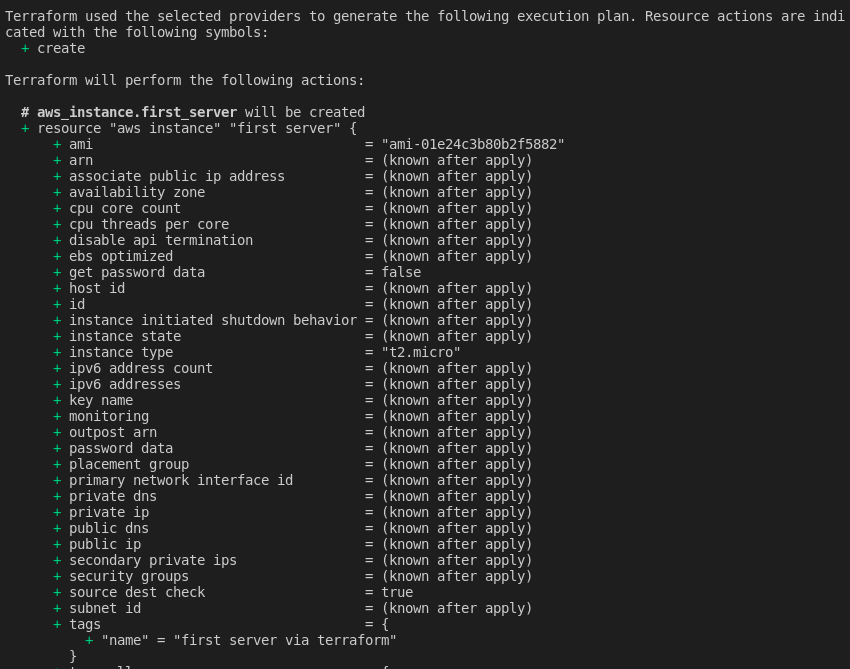 Terraform used the selected providers to generate the following execution plan. Resource actions are indi
cated with the following symbols:
  + create

Terraform will perform the following actions:

  # aws_instance.first_server will be created
  + resource "aws instance" "first server" {
      + ami                                  = "ami-01e24c3b80b2f5882"
      + arn                                  = (known after apply)
      + associate public ip address          = (known after apply)
      + availability zone                    = (known after apply)
      + cpu core count                       = (known after apply)
      + cpu threads per core                 = (known after apply)
      + disable api termination              = (known after apply)
      + ebs optimized                        = (known after apply)
      + get password data                    = false
      + host id                              = (known after apply)
      + id                                   = (known after apply)
      + instance initiated shutdown behavior = (known after apply)
      + instance state                       = (known after apply)
      + instance type                        = "t2.micro"
      + ipv6 address count                   = (known after apply)
      + ipv6 addresses                       = (known after apply)
      + key name                             = (known after apply)
      + monitoring                           = (known after apply)
      + outpost arn                          = (known after apply)
      + password data                        = (known after apply)
      + placement group                      = (known after apply)
      + primary network interface id         = (known after apply)
      + private dns                          = (known after apply)
      + private ip                           = (known after apply)
      + public dns                           = (known after apply)
      + public ip                            = (known after apply)
      + secondary private ips                = (known after apply)
      + security groups                      = (known after apply)
      + source dest check                    = true
      + subnet id                            = (known after apply)
      + tags                                 = {
          + "name" = "first server via terraform"
        }